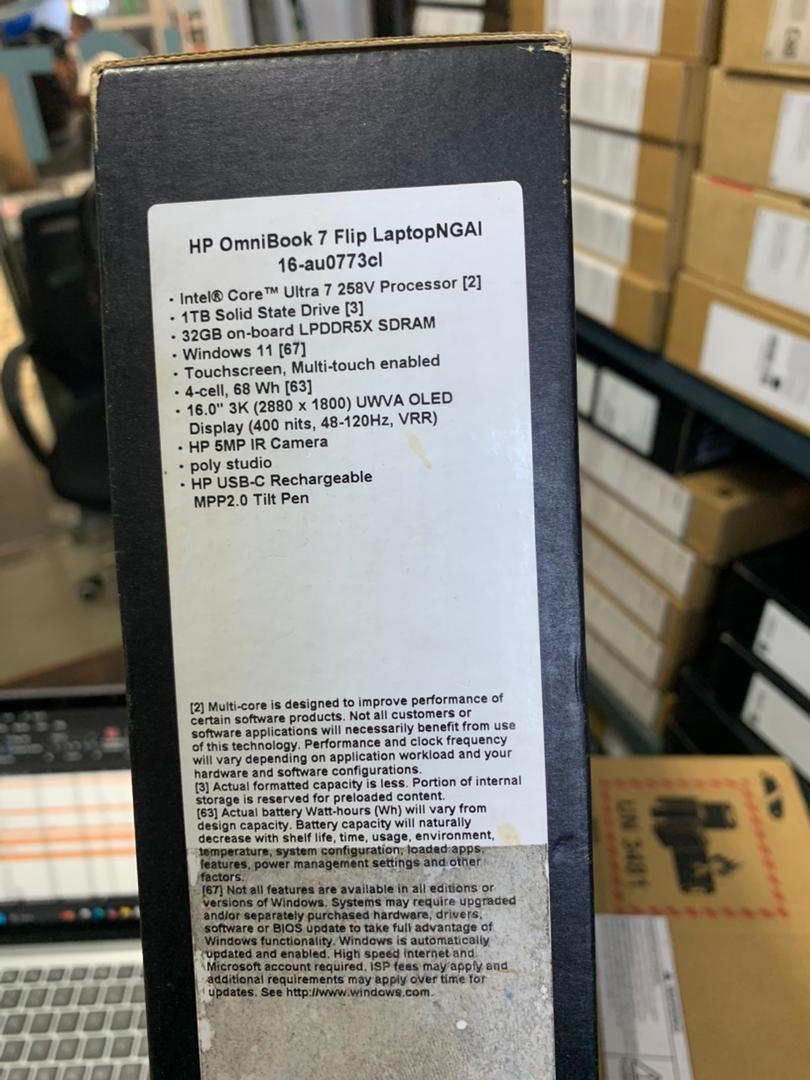 HP OmniBook 7 Flip LaptopNGAI
16-au0773cl
• Intel® Core™ Ultra 7 258V Processor [2]
• 1TB Solid State Drive [3]
• 32GB on-board LPDDR5X SDRAM
• Windows 11 [67]
• Touchscreen, Multi-touch enabled
• 4-cell, 68 Wh [63]
• 16.0" 3K (2880 x 1800) UWVA OLED
Display (400 nits, 48-120Hz, VRR)
• HP 5MP IR Camera
• poly studio
• HP USB-C Rechargeable
MPP2.0 Tilt Pen
[2] Multi-core is designed to improve performance of
certain software products. Not all customers or
software applications will necessarily benefit from use
of this technology. Performance and clock frequency
will vary depending on application workload and your
hardware and software configurations.
[3] Actual formatted capacity is less. Portion of internal
storage is reserved for preloaded content.
[63] Actual battery Watt-hours (Wh) will vary from
design capacity. Battery capacity will naturally
decrease with shelf life, time, usage, environment,
temperature, system configuration, loaded apps,
features, power management settings and other
factors.
[67] Not all features are available in all editions or
versions of Windows. Systems may require upgraded
and/or separately purchased hardware, drivers,
software or BIOS update to take full advantage of
Windows functionality. Windows is automatically
updated and enabled. High speed internet and
Microsoft account required. ISP fees may apply and
additional requirements may apply over time for
updates. See http://www.windows.com.
UN 3481